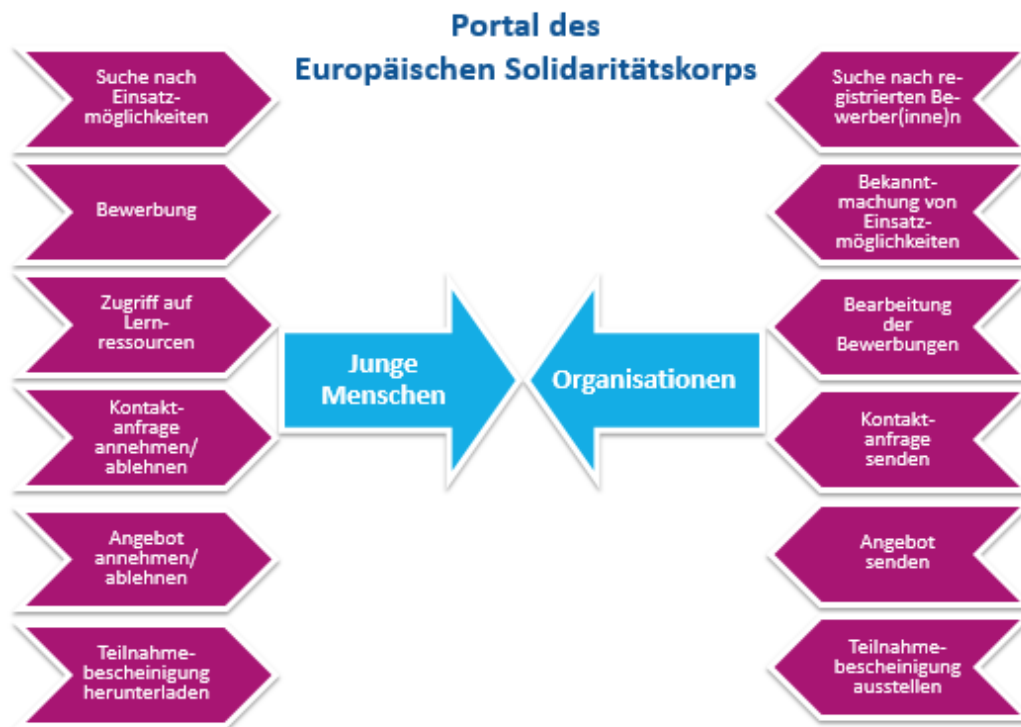 Portal des
Europäischen Solidaritätskorps
Suche nach
Einsatz-
möglichkeiten
Bewerbung
Zugriff auf
Lern-
ressourcen
Kontakt-
anfrage
annehmen/
ablehnen
Angebot
annehmen/
ablehnen
Teilnahme-
bescheinigung
herunterladen
Junge
Menschen
Organisationen
Suche nach re-
gistrierten Be-
werber(inne)n
Bekannt-
machung von
Einsatz-
möglichkeiten
Bearbeitung
der
Bewerbungen
Kontakt-
anfrage
senden
Angebot
senden
Teilnahme-
bescheinigung
ausstellen